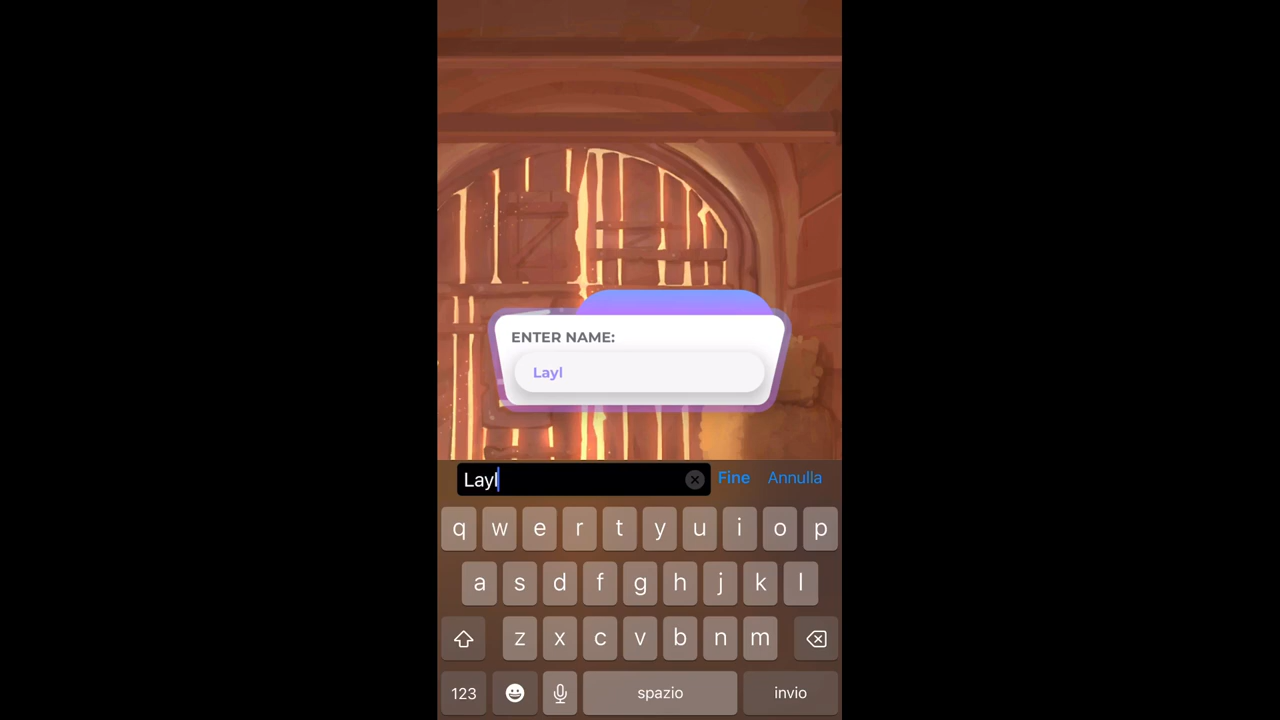 ENTER NAME:
Layl
Layl Fine Annulla
q w e r t y u i o p
a s d f g h j k l
z x c v b n m
123 spazio invio